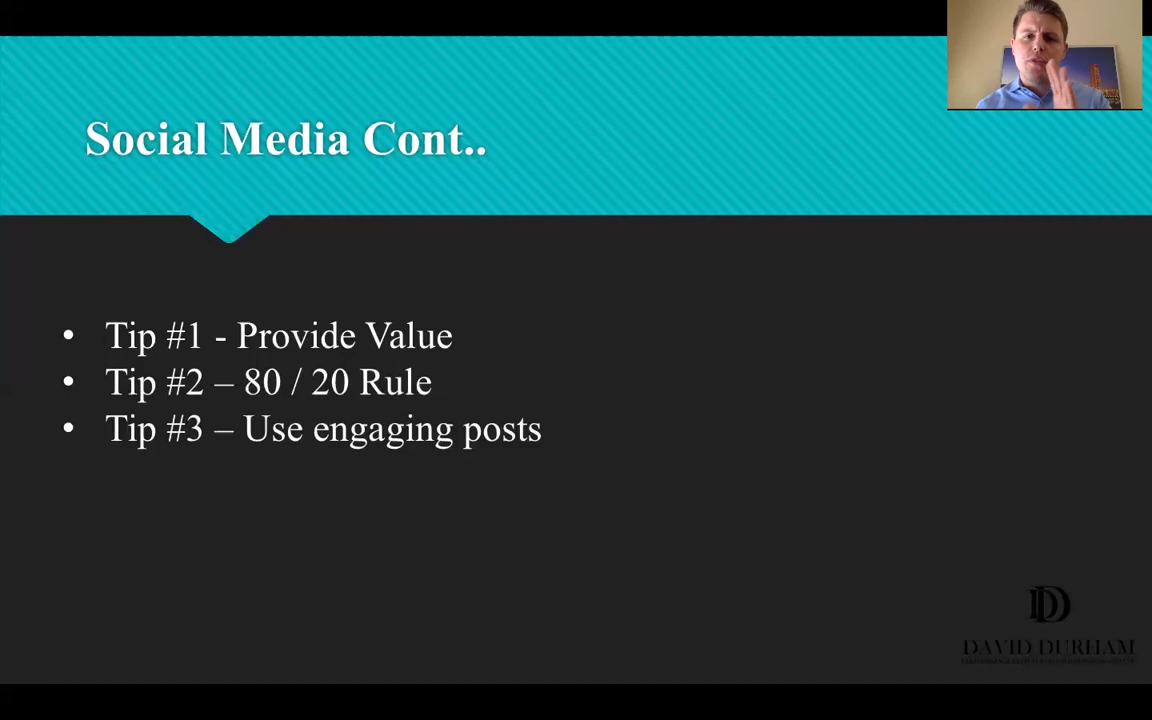 Social Media Cont..
• Tip #1 - Provide Value
• Tip #2 – 80 / 20 Rule
• Tip #3 – Use engaging posts
DD
DAVID DURHAM